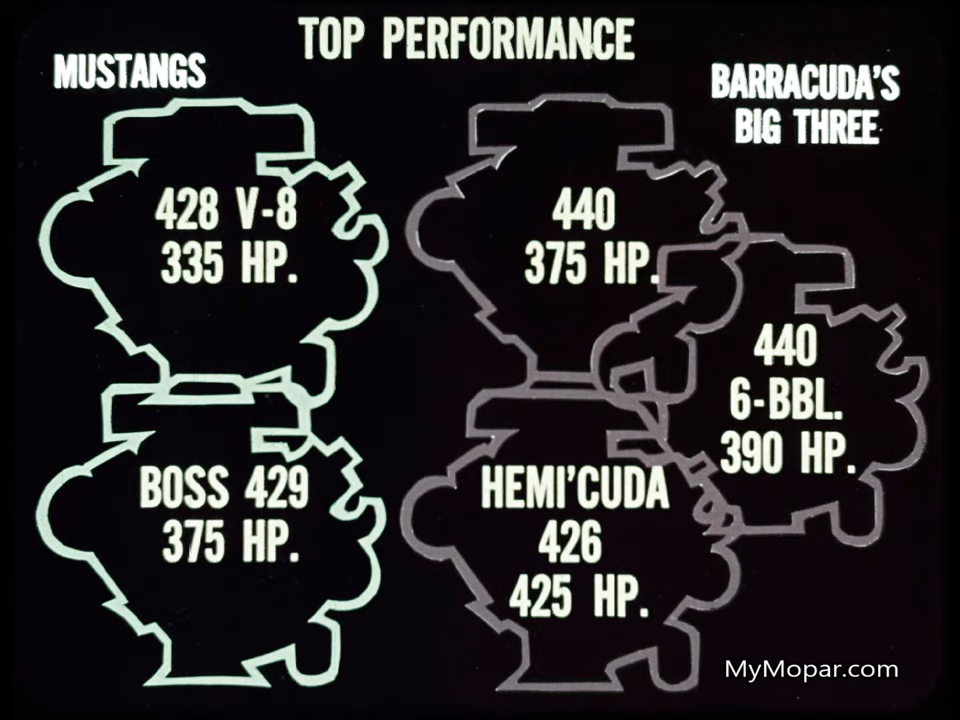 TOP PERFORMANCE
MUSTANGS
BARRACUDA'S
BIG THREE
428 V-8
335 HP.
440
375 HP.
440
6-BBL.
390 HP.
BOSS 429
375 HP.
HEMI'CUDA
426
425 HP.
MyMopar.com